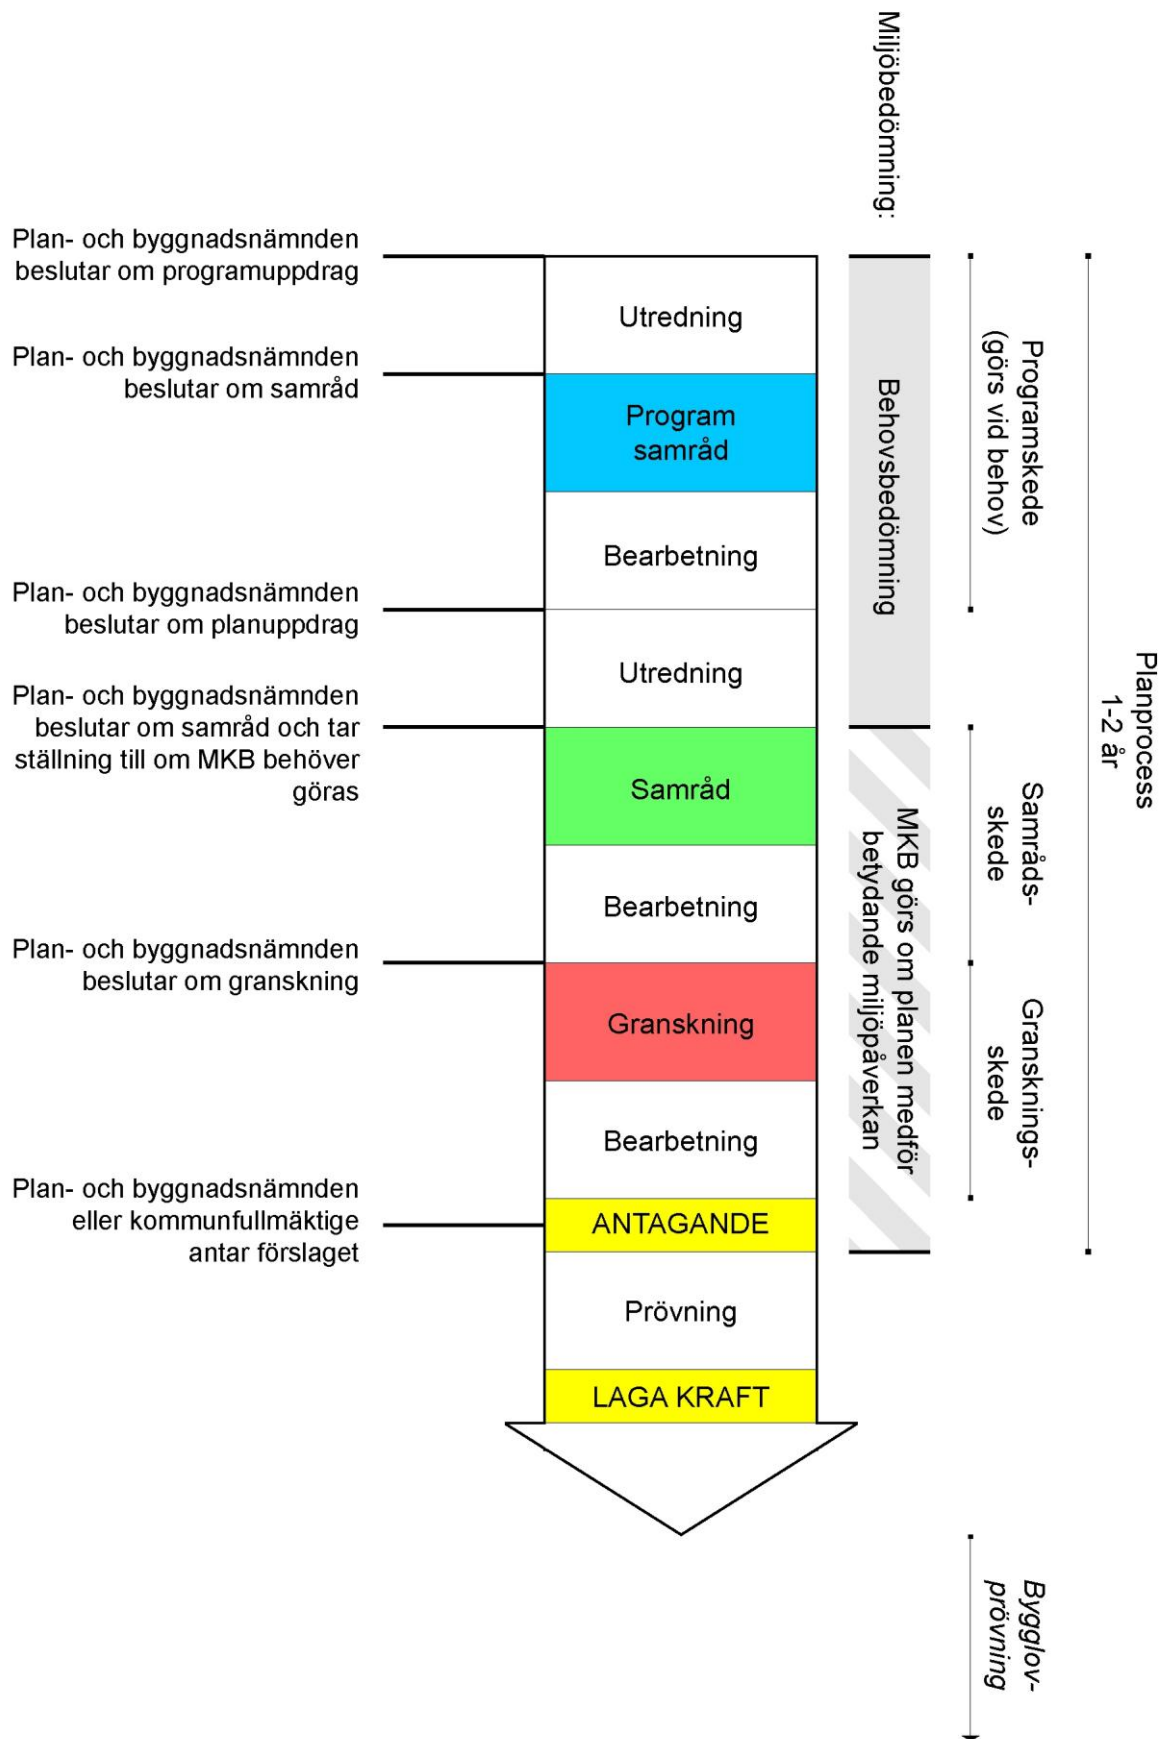 Miljöbedömning:
Plan- och byggnadsnämnden
beslutar om programuppdrag
Plan- och byggnadsnämnden
beslutar om samråd
Plan- och byggnadsnämnden
beslutar om planuppdrag
Plan- och byggnadsnämnden
beslutar om samråd och tar
ställning till om MKB behöver
göras
Plan- och byggnadsnämnden
beslutar om granskning
Plan- och byggnadsnämnden
eller kommunfullmäktige
antar förslaget
Utredning
Program
samråd
Bearbetning
Utredning
Samråd
Bearbetning
Granskning
Bearbetning
ANTAGANDE
Prövning
LAGA KRAFT
Behovsbedömning
MKB görs om planen medför
betydande miljöpåverkan
Programskede
(görs vid behov)
Samråds-
skede
Gransknings-
skede
Bygglov-
prövning
Planprocess
1-2 år